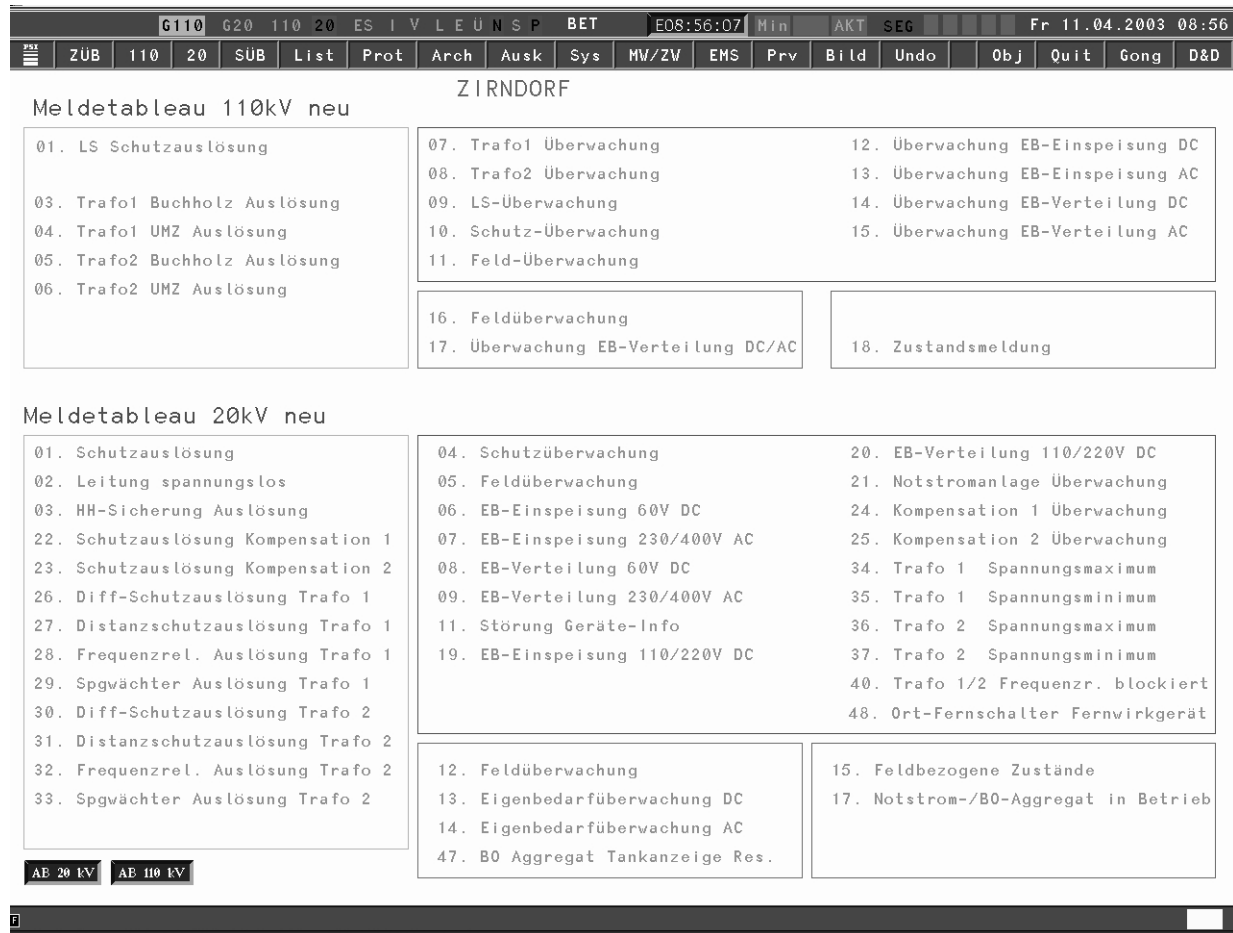 G110 G20 110 20 ES I V L E Ü N S P BET E08:56:07 Min AKT SEG Fr 11.04.2003 08:56
PSI ZÜB 110 20 SÜB List Prot Arch Ausk Sys MW/ZW EMS Prv Bild Undo Obj Quit Gong D&D
ZIRNDORF
Meldetableau 110kV neu
01. LS Schutzauslösung
03. Trafo1 Buchholz Auslösung
04. Trafo1 UMZ Auslösung
05. Trafo2 Buchholz Auslösung
06. Trafo2 UMZ Auslösung
07. Trafo1 Überwachung
08. Trafo2 Überwachung
09. LS-Überwachung
10. Schutz-Überwachung
11. Feld-Überwachung
12. Überwachung EB-Einspeisung DC
13. Überwachung EB-Einspeisung AC
14. Überwachung EB-Verteilung DC
15. Überwachung EB-Verteilung AC
16. Feldüberwachung
17. Überwachung EB-Verteilung DC/AC
18. Zustandsmeldung
Meldetableau 20kV neu
01. Schutzauslösung
02. Leitung spannungslos
03. HH-Sicherung Auslösung
22. Schutzauslösung Kompensation 1
23. Schutzauslösung Kompensation 2
26. Diff-Schutzauslösung Trafo 1
27. Distanzschutzauslösung Trafo 1
28. Frequenzrel. Auslösung Trafo 1
29. Spgwächter Auslösung Trafo 1
30. Diff-Schutzauslösung Trafo 2
31. Distanzschutzauslösung Trafo 2
32. Frequenzrel. Auslösung Trafo 2
33. Spgwächter Auslösung Trafo 2
04. Schutzüberwachung
05. Feldüberwachung
06. EB-Einspeisung 60V DC
07. EB-Einspeisung 230/400V AC
08. EB-Verteilung 60V DC
09. EB-Verteilung 230/400V AC
11. Störung Geräte-Info
19. EB-Einspeisung 110/220V DC
20. EB-Verteilung 110/220V DC
21. Notstromanlage Überwachung
24. Kompensation 1 Überwachung
25. Kompensation 2 Überwachung
34. Trafo 1 Spannungsmaximum
35. Trafo 1 Spannungsminimum
36. Trafo 2 Spannungsmaximum
37. Trafo 2 Spannungsminimum
40. Trafo 1/2 Frequenzr. blockiert
48. Ort-Fernschalter Fernwirkgerät
12. Feldüberwachung
13. Eigenbedarfüberwachung DC
14. Eigenbedarfüberwachung AC
47. BO Aggregat Tankanzeige Res.
15. Feldbezogene Zustände
17. Notstrom-/BO-Aggregat in Betrieb
AB 20 kV AB 110 kV
F